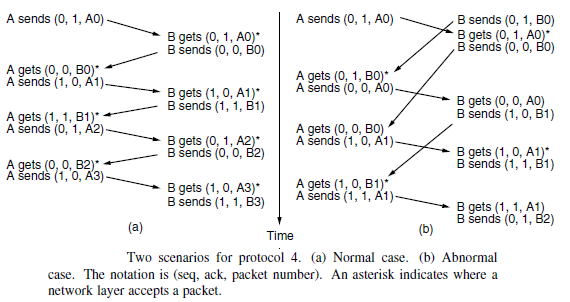 A sends (0, 1, A0)
B gets (0, 1, A0)*
B sends (0, 0, B0)
A gets (0, 0, B0)*
A sends (1, 0, A1)
B gets (1, 0, A1)*
B sends (1, 1, B1)
A gets (1, 1, B1)*
A sends (0, 1, A2)
B gets (0, 1, A2)*
B sends (0, 0, B2)
A gets (0, 0, B2)*
A sends (1, 0, A3)
B gets (1, 0, A3)*
B sends (1, 1, B3)
(a)
Time
A sends (0, 1, A0)
B sends (0, 1, B0)
B gets (0, 1, A0)*
B sends (0, 0, B0)
A gets (0, 1, B0)*
A sends (0, 0, A0)
B gets (0, 0, A0)
B sends (1, 0, B1)
A gets (0, 0, B0)
A sends (1, 0, A1)
B gets (1, 0, A1)*
B sends (1, 1, B1)
A gets (1, 0, B1)*
A sends (1, 1, A1)
B gets (1, 1, A1)
B sends (0, 1, B2)
(b)
Two scenarios for protocol 4. (a) Normal case. (b) Abnormal
case. The notation is (seq, ack, packet number). An asterisk indicates where a
network layer accepts a packet.